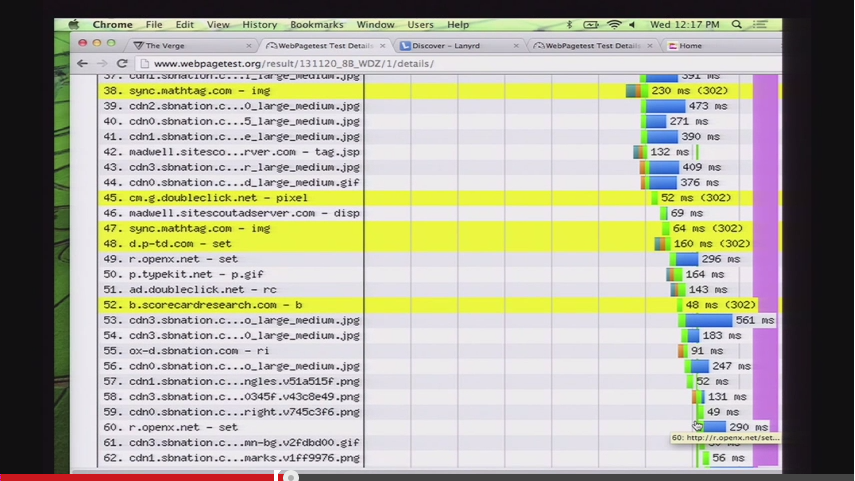 Chrome File Edit View History Bookmarks Window Users Help Wed 12:17 PM
The Verge WebPagetest Test Details WebPagetest Test Details Home
Discover - Lanyrd
www.webpagetest.org/result/131120_88_WDZ/1/details/
37. cdn1.sbnation.c...l_large_medium.jpg 391 ms
38. sync.mathtag.com - img 230 ms (302)
39. cdn2.sbnation.c...0_large_medium.jpg 473 ms
40. cdn0.sbnation.c...5_large_medium.jpg 271 ms
41. cdn1.sbnation.c...e_large_medium.jpg 390 ms
42. madwell.sitesco...rver.com - tag.jsp 132 ms
43. cdn3.sbnation.c...d_large_medium.jpg 409 ms
44. cdn0.sbnation.c...d_large_medium.gif 376 ms
45. cm.g.doubleclick.net - pixel 52 ms (302)
46. madwell.sitescoutadserver.com - disp 69 ms
47. sync.mathtag.com - img 64 ms (302)
48. d.p-td.com - set 160 ms (302)
49. r.openx.net - set 296 ms
50. p.typekit.net - p.gif 164 ms
51. ad.doubleclick.net - rc 143 ms
52. b.scorecardresearch.com - b 48 ms (302)
53. cdn3.sbnation.c...o_large_medium.jpg 561 ms
54. cdn3.sbnation.c...0_large_medium.jpg 183 ms
55. ox-d.sbnation.com - ri 91 ms
56. cdn0.sbnation.c...o_large_medium.jpg 247 ms
57. cdn1.sbnation.c...ngles.v51a515f.png 52 ms
58. cdn3.sbnation.c...0345f.v43c8e49.png 131 ms
59. cdn0.sbnation.c...right.v745c3f6.png 49 ms
60. r.openx.net - set 290 ms
60: http://r.openx.net/set...
61. cdn3.sbnation.c...mn-bg.v2fdbd00.gif
62. cdn1.sbnation.c...marks.v1ff9976.png 56 ms